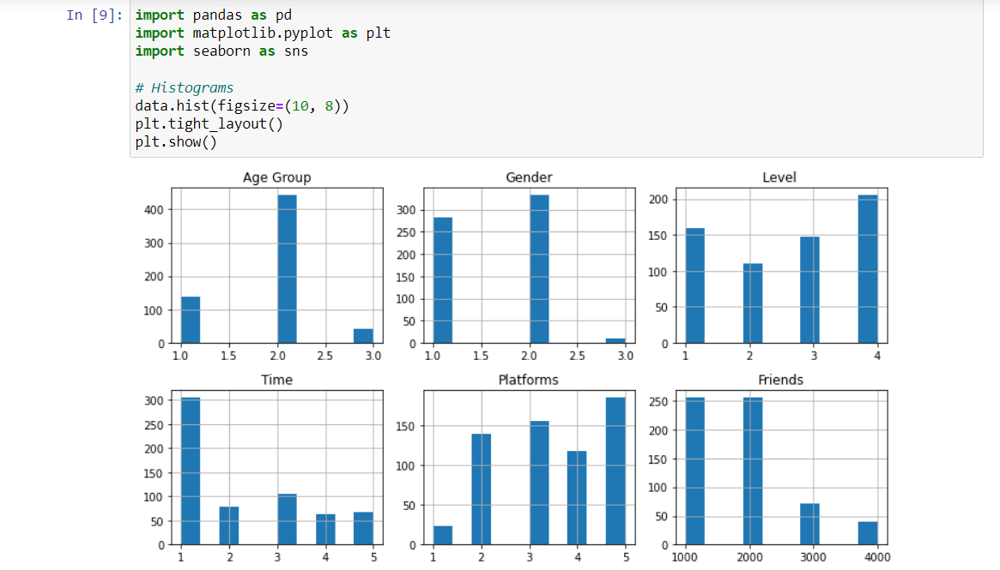 In [9]: import pandas as pd
import matplotlib.pyplot as plt
import seaborn as sns
# Histograms
data.hist(figsize=(10, 8))
plt.tight_layout()
plt.show()
Age Group
400
300
200
100
0
1.0 1.5 2.0 2.5 3.0
Gender
300
250
200
150
100
50
0
1.0 1.5 2.0 2.5 3.0
Level
200
150
100
50
0
1 2 3 4
Time
300
250
200
150
100
50
0
1 2 3 4 5
Platforms
150
100
50
0
1 2 3 4 5
Friends
250
200
150
100
50
0
1000 2000 3000 4000